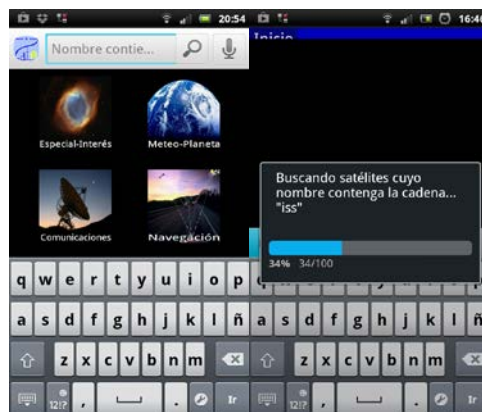 20:54
Nombre contie...
Especial-Interés
Meteo-Planeta
Comunicaciones
Navegación
q w e r t y u i o p
a s d f g h j k l ñ
z x c v b n m
12!? , . Ir
16:40
Inicio
Buscando satélites cuyo
nombre contenga la cadena...
"iss"
34% 34/100
a s d f g h j k l ñ
z x c v b n m
12!? , . Ir